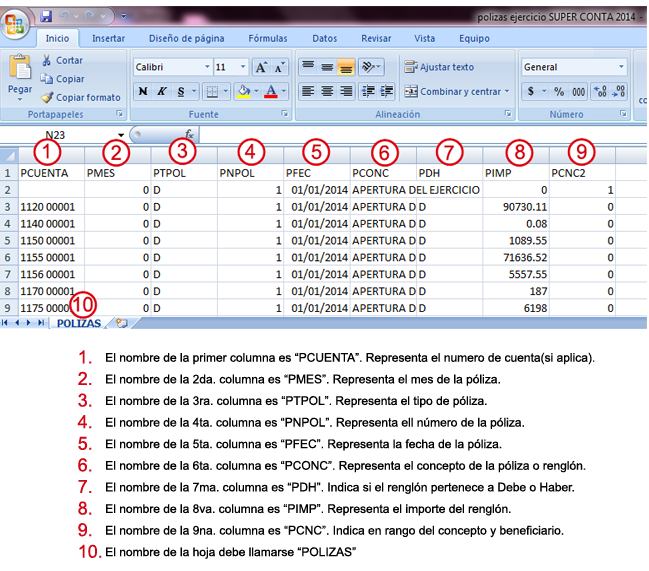 polizas ejercicio SUPER CONTA 2014 -
Inicio Insertar Diseño de página Fórmulas Datos Revisar Vista Equipo
Pegar
Cortar
Copiar
Copiar formato
Portapapeles
Calibri 11 A A
N K S A
Fuente
Ajustar texto
Combinar y centrar
Alineación
General
$ % 000
Número
N23 fx
1 2 3 4 5 6 7 8 9
1 PCUENTA PMES PTPOL PNPOL PFEC PCONC PDH PIMP PCNC2
2 0 D 1 01/01/2014 APERTURA DEL EJERCICIO 0 1
3 1120 00001 0 D 1 01/01/2014 APERTURA D D 90730.11 0
4 1140 00001 0 D 1 01/01/2014 APERTURA D D 0.08 0
5 1150 00001 0 D 1 01/01/2014 APERTURA D D 1089.55 0
6 1155 00001 0 D 1 01/01/2014 APERTURA D D 71636.52 0
7 1156 00001 0 D 1 01/01/2014 APERTURA D D 5557.55 0
8 1170 00001 0 D 1 01/01/2014 APERTURA D D 187 0
9 1175 0000 0 D 1 01/01/2014 APERTURA D D 6198 0
10
POLIZAS
1. El nombre de la primer columna es “PCUENTA”. Representa el numero de cuenta(si aplica).
2. El nombre de la 2da. columna es “PMES”. Representa el mes de la póliza.
3. El nombre de la 3ra. columna es “PTPOL”. Representa el tipo de póliza.
4. El nombre de la 4ta. columna es “PNPOL”. Representa ell número de la póliza.
5. El nombre de la 5ta. columna es “PFEC”. Representa la fecha de la póliza.
6. El nombre de la 6ta. columna es “PCONC”. Representa el concepto de la póliza o renglón.
7. El nombre de la 7ma. columna es “PDH”. Indica si el renglón pertenece a Debe o Haber.
8. El nombre de la 8va. columna es “PIMP”. Representa el importe del renglón.
9. El nombre de la 9na. columna es “PCNC”. Indica en rango del concepto y beneficiario.
10. El nombre de la hoja debe llamarse “POLIZAS”